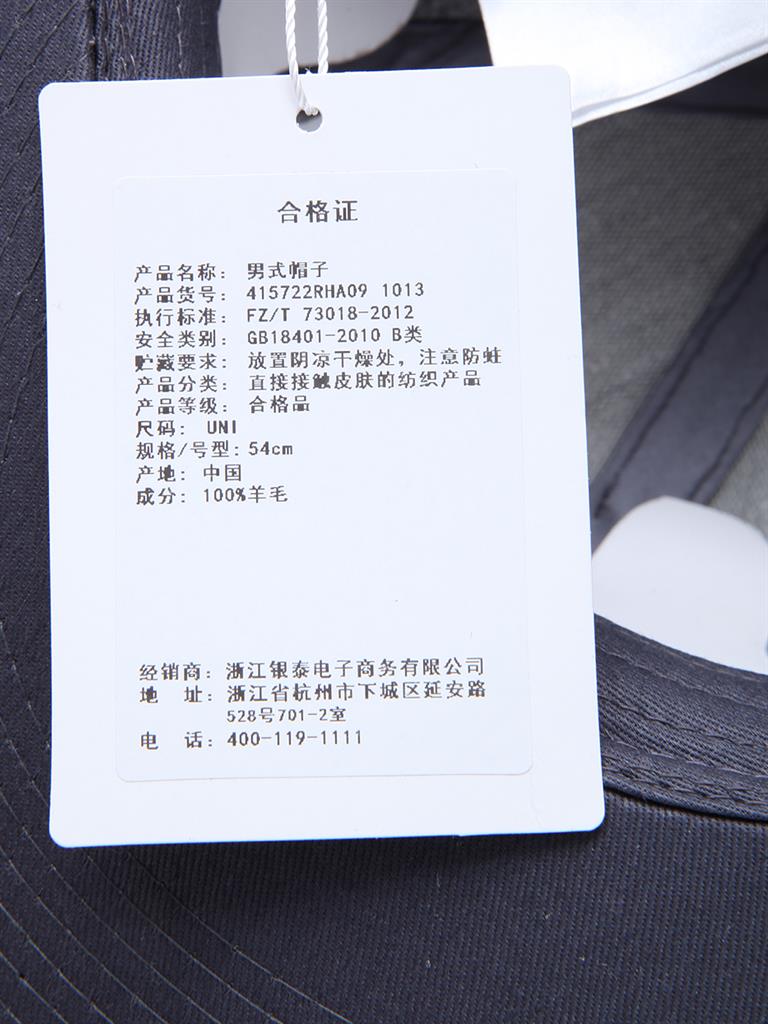 合格证
产品名称: 男式帽子
产品货号: 415722RHA09 1013
执行标准: FZ/T 73018-2012
安全类别: GB18401-2010 B类
贮藏要求: 放置阴凉干燥处, 注意防蛀
产品分类: 直接接触皮肤的纺织产品
产品等级: 合格品
尺码: UNI
规格/号型: 54cm
产地: 中国
成分: 100%羊毛
经销商: 浙江银泰电子商务有限公司
地 址: 浙江省杭州市下城区延安路
528号701-2室
电 话: 400-119-1111